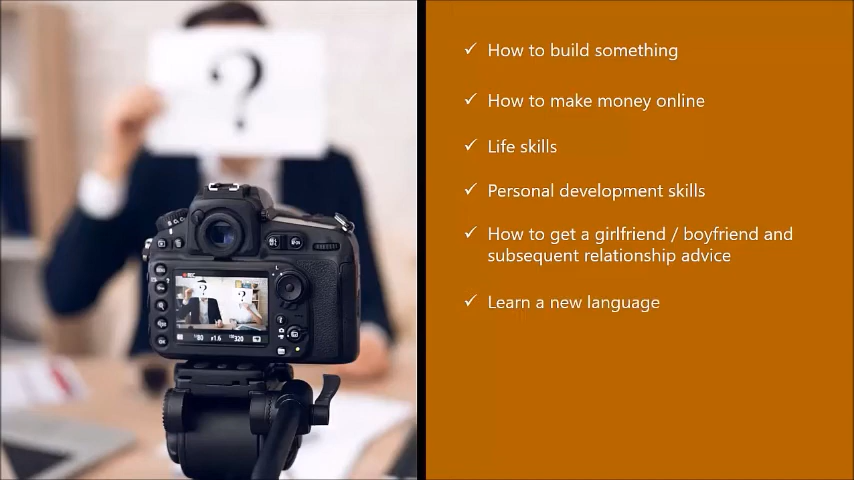 ?
✓ How to build something
✓ How to make money online
✓ Life skills
✓ Personal development skills
✓ How to get a girlfriend / boyfriend and
subsequent relationship advice
✓ Learn a new language